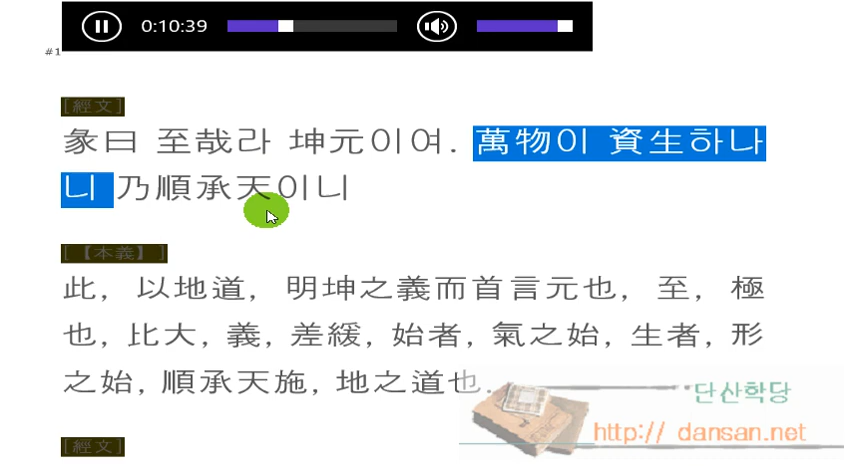 0:10:39
#1
[經文]
彖曰 至哉라 坤元이여. 萬物이 資生하나
니 乃順承天이니
[【本義】]
此, 以地道, 明坤之義而首言元也, 至, 極
也, 比大, 義, 差緩, 始者, 氣之始, 生者, 形
之始, 順承天施, 地之道也.
단산학당
http:// dansan.net
[經文]